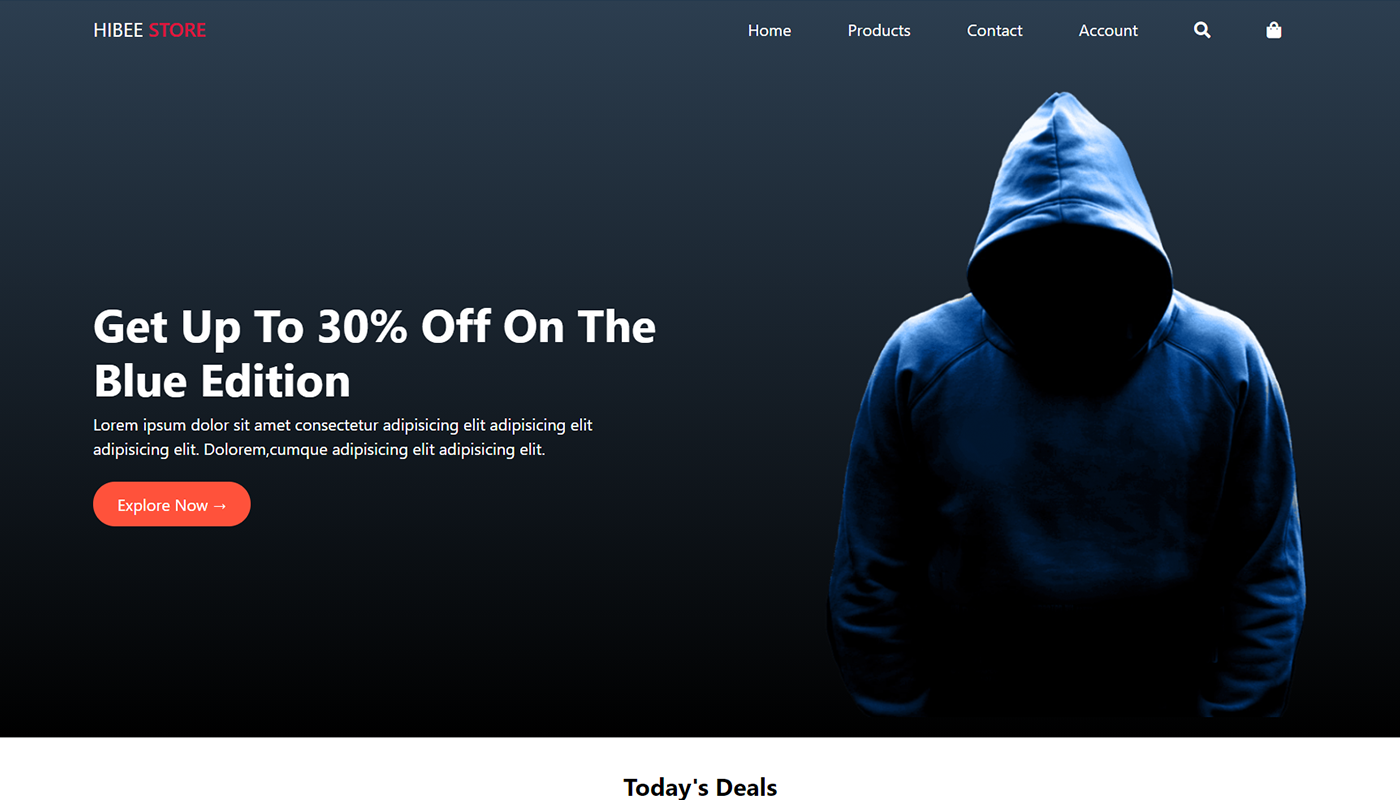 HIBEE STORE
Home Products Contact Account
Get Up To 30% Off On The
Blue Edition
Lorem ipsum dolor sit amet consectetur adipisicing elit adipisicing elit
adipisicing elit. Dolorem,cumque adipisicing elit adipisicing elit.
Explore Now →
Today's Deals